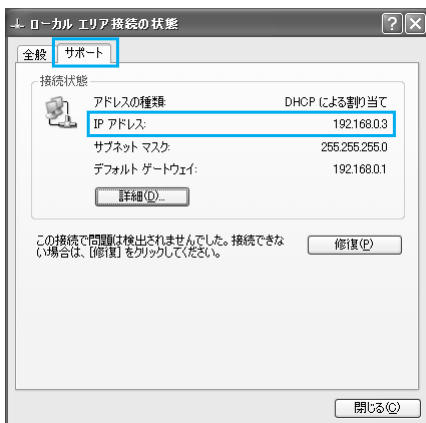 ローカル エリア接続の状態
全般 サポート
接続状態
アドレスの種類: DHCP による割り当て
IP アドレス: 192.168.0.3
サブネット マスク: 255.255.255.0
デフォルト ゲートウェイ: 192.168.0.1
詳細(D)...
この接続で問題は検出されませんでした。接続できな
い場合は、[修復] をクリックしてください。
修復(P)
閉じる(C)